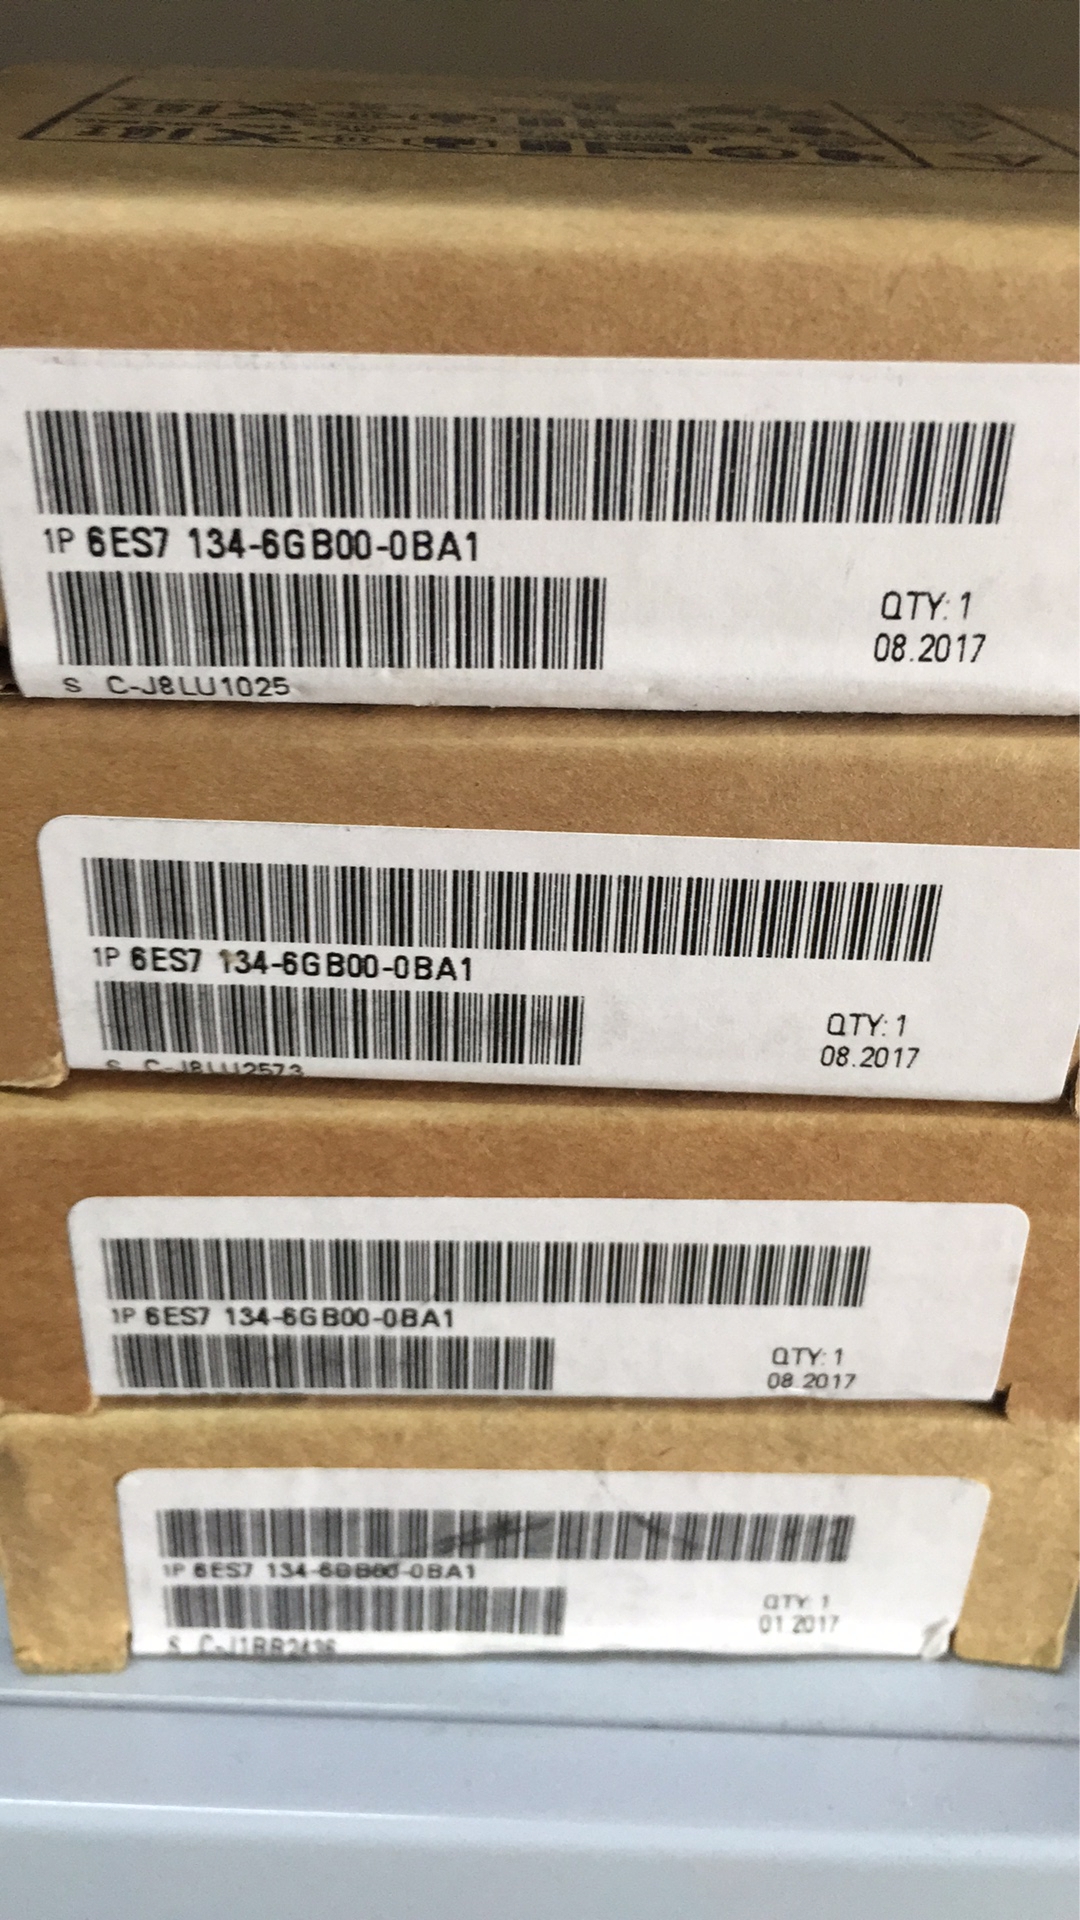 1P 6ES7 134-6GB00-0BA1
QTY: 1
08.2017
S C-J8LU1025
1P 6ES7 134-6GB00-0BA1
QTY: 1
08.2017
S C-J8LU2573
1P 6ES7 134-6GB00-0BA1
QTY: 1
08.2017
1P 6ES7 134-6GB00-0BA1
QTY: 1
01.2017
S